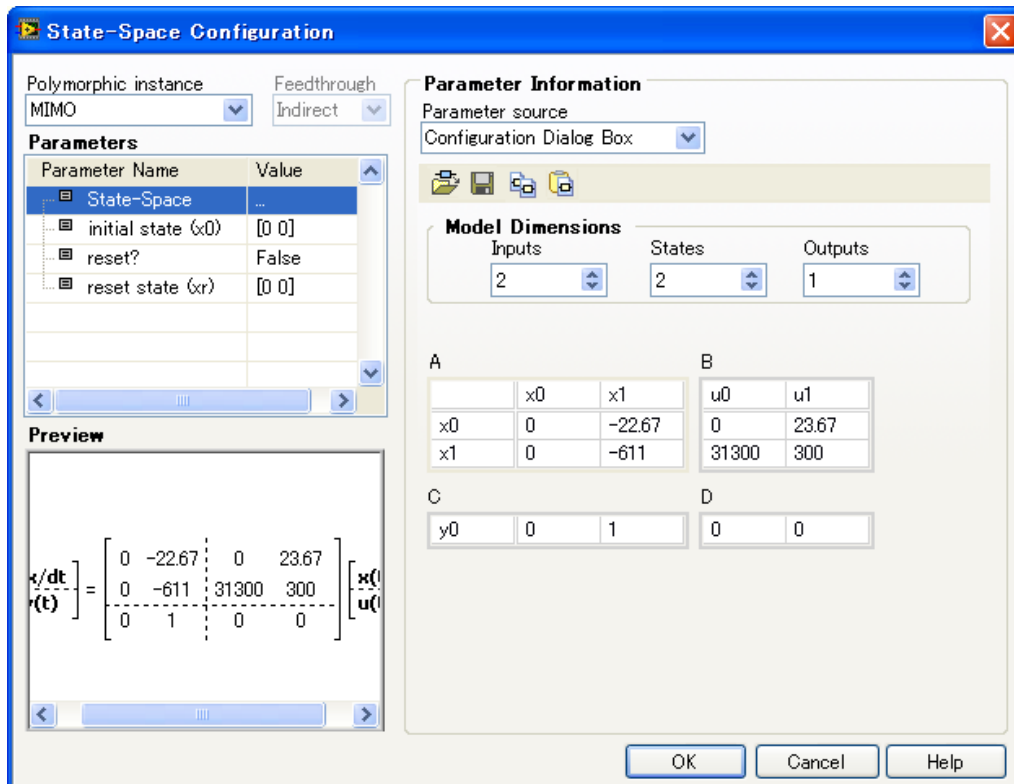 State-Space Configuration
Polymorphic instance
Feedthrough
MIMO
Indirect
Parameters
Parameter Name Value
State-Space ...
initial state (x0) [0 0]
reset? False
reset state (xr) [0 0]
Preview
x/dt
y(t)
=
0 -22.67 0 23.67
0 -611 31300 300
0 1 0 0
x(
u(
Parameter Information
Parameter source
Configuration Dialog Box
Model Dimensions
Inputs States Outputs
2 2 1
A
x0 x1
x0 0 -22.67
x1 0 -611
B
u0 u1
0 23.67
31300 300
C
y0 0 1
D
0 0
OK Cancel Help